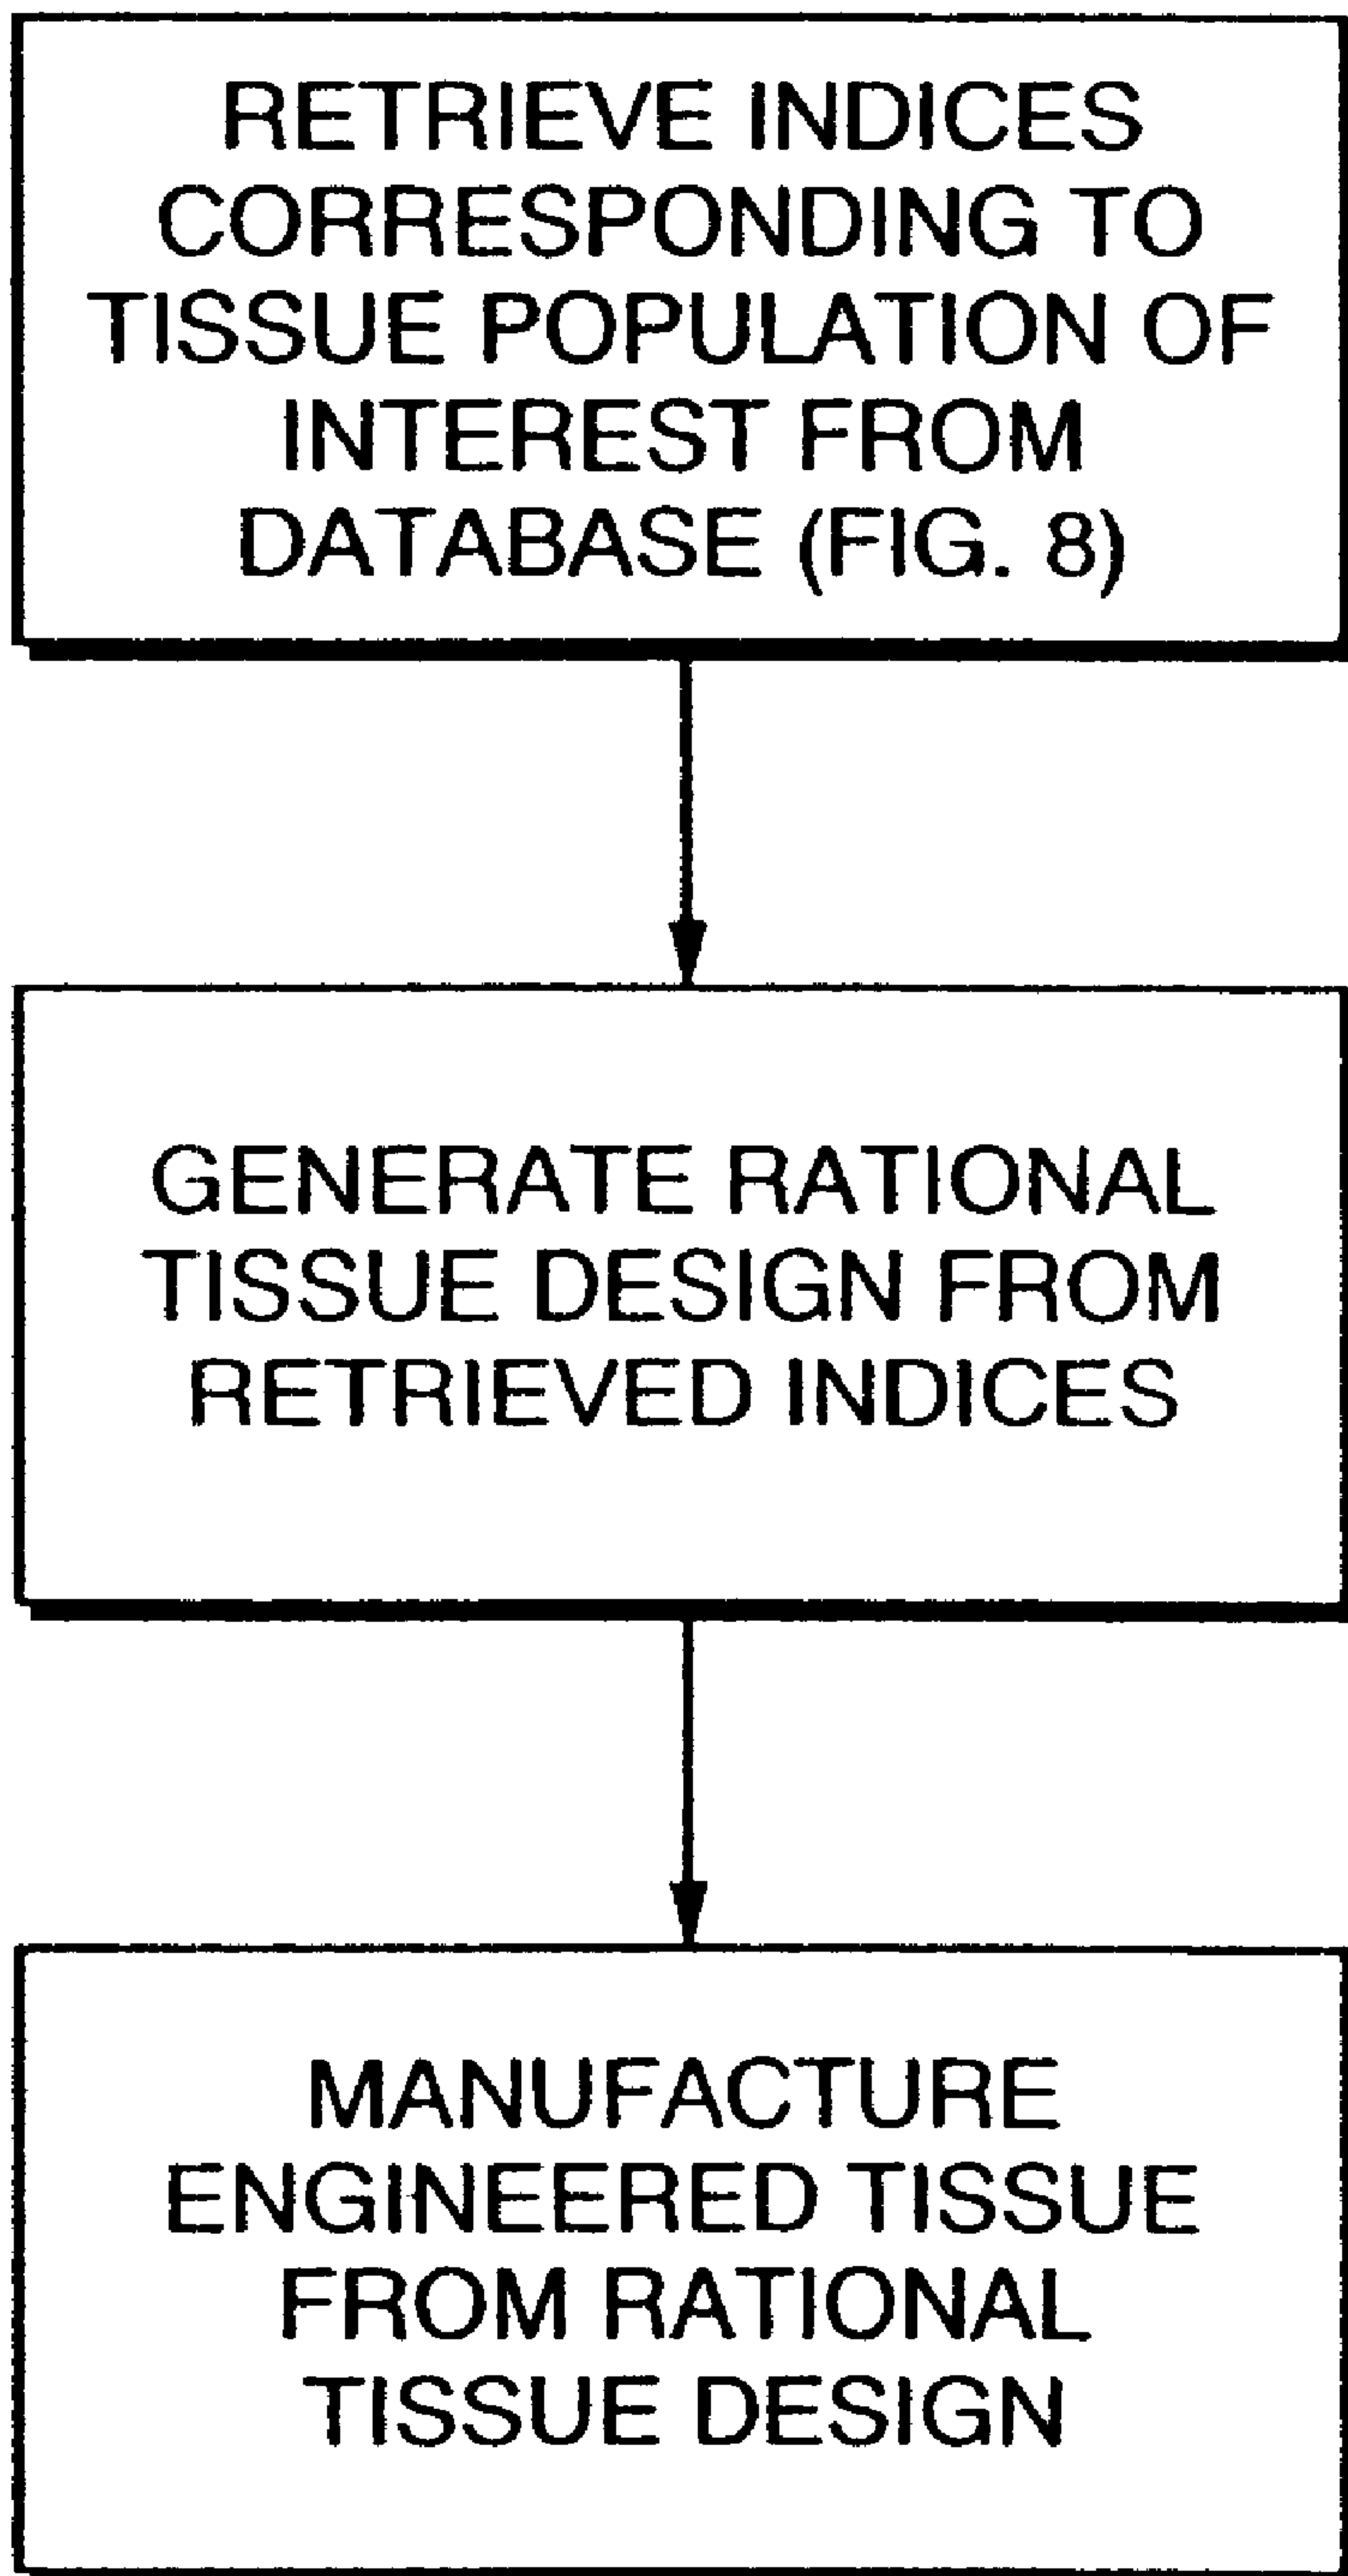 RETRIEVE INDICES
CORRESPONDING TO
TISSUE POPULATION OF
INTEREST FROM
DATABASE (FIG. 8)
GENERATE RATIONAL
TISSUE DESIGN FROM
RETRIEVED INDICES
MANUFACTURE
ENGINEERED TISSUE
FROM RATIONAL
TISSUE DESIGN